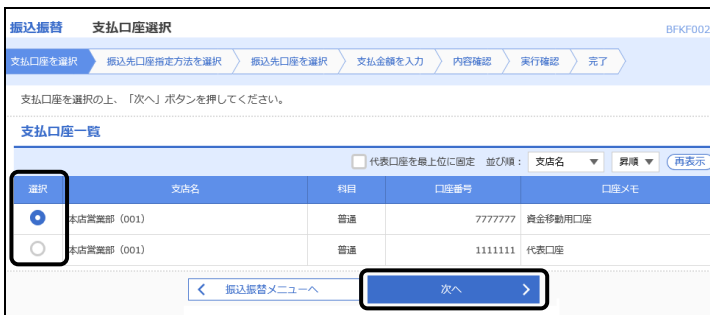 振込振替 支払口座選択 BFKF002
支払口座を選択 振込先口座指定方法を選択 振込先口座を選択 支払金額を入力 内容確認 実行確認 完了
支払口座を選択の上、「次へ」ボタンを押してください。
支払口座一覧
代表口座を最上位に固定 並び順： 支店名 ▼ 昇順 ▼ 再表示
選択 支店名 科目 口座番号 口座メモ
本店営業部（001） 普通 7777777 資金移動用口座
本店営業部（001） 普通 1111111 代表口座
振込振替メニューへ 次へ